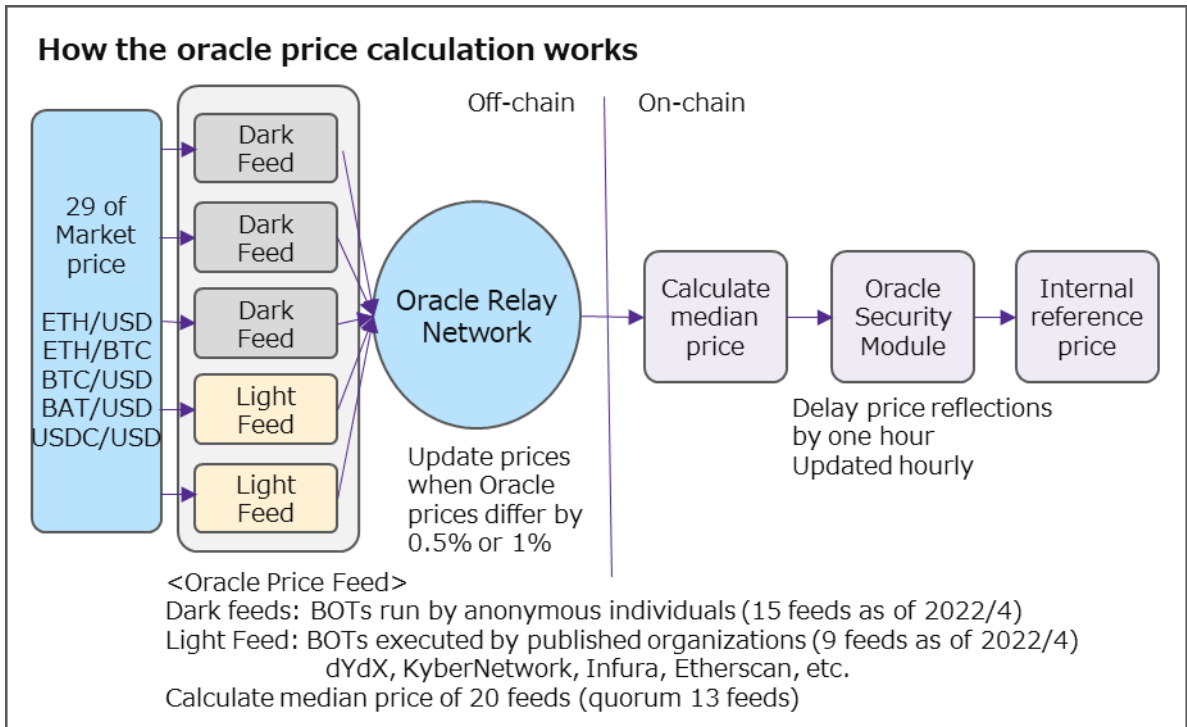 How the oracle price calculation works
Off-chain
On-chain
29 of
Market
price
ETH/USD
ETH/BTC
BTC/USD
BAT/USD
USDC/USD
Dark
Feed
Dark
Feed
Dark
Feed
Light
Feed
Light
Feed
Oracle Relay
Network
Update prices
when Oracle
prices differ by
0.5% or 1%
Calculate
median
price
Oracle
Security
Module
Internal
reference
price
Delay price reflections
by one hour
Updated hourly
<Oracle Price Feed>
Dark feeds: BOTs run by anonymous individuals (15 feeds as of 2022/4)
Light Feed: BOTs executed by published organizations (9 feeds as of 2022/4)
dYdX, KyberNetwork, Infura, Etherscan, etc.
Calculate median price of 20 feeds (quorum 13 feeds)